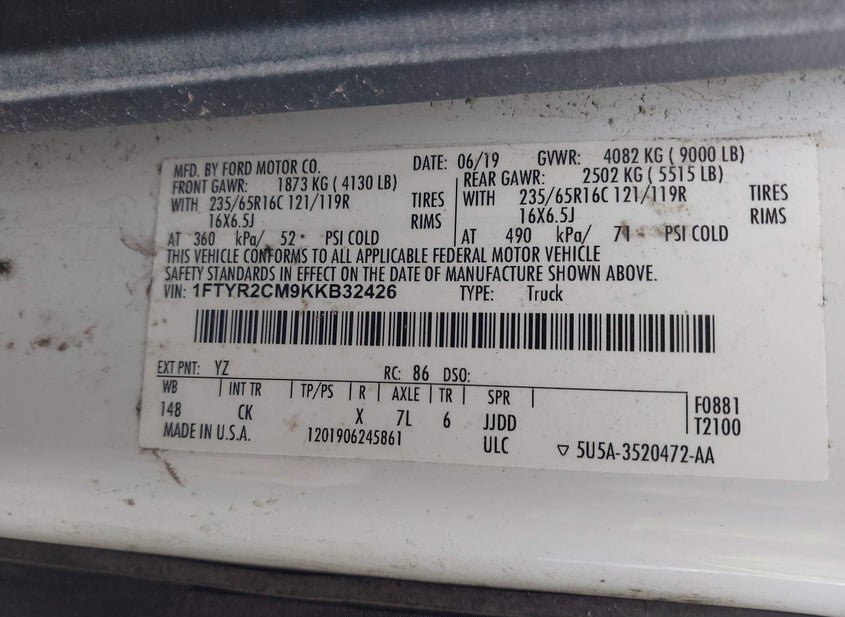 MFD. BY FORD MOTOR CO. DATE: 06/19 GVWR: 4082 KG ( 9000 LB)
FRONT GAWR: 1873 KG ( 4130 LB) REAR GAWR: 2502 KG ( 5515 LB)
WITH 235/65R16C 121/119R TIRES WITH 235/65R16C 121/119R TIRES
16X6.5J RIMS 16X6.5J RIMS
AT 360 kPa/ 52 PSI COLD AT 490 kPa/ 71 PSI COLD
THIS VEHICLE CONFORMS TO ALL APPLICABLE FEDERAL MOTOR VEHICLE
SAFETY STANDARDS IN EFFECT ON THE DATE OF MANUFACTURE SHOWN ABOVE.
VIN: 1FTYR2CM9KKB32426 TYPE: Truck
EXT PNT: YZ RC: 86 DSO:
WB INT TR TP/PS R AXLE TR SPR
148 CK X 7L 6 JJDD F0881
T2100
MADE IN U.S.A. 1201906245861 ULC ▽ 5U5A-3520472-AA